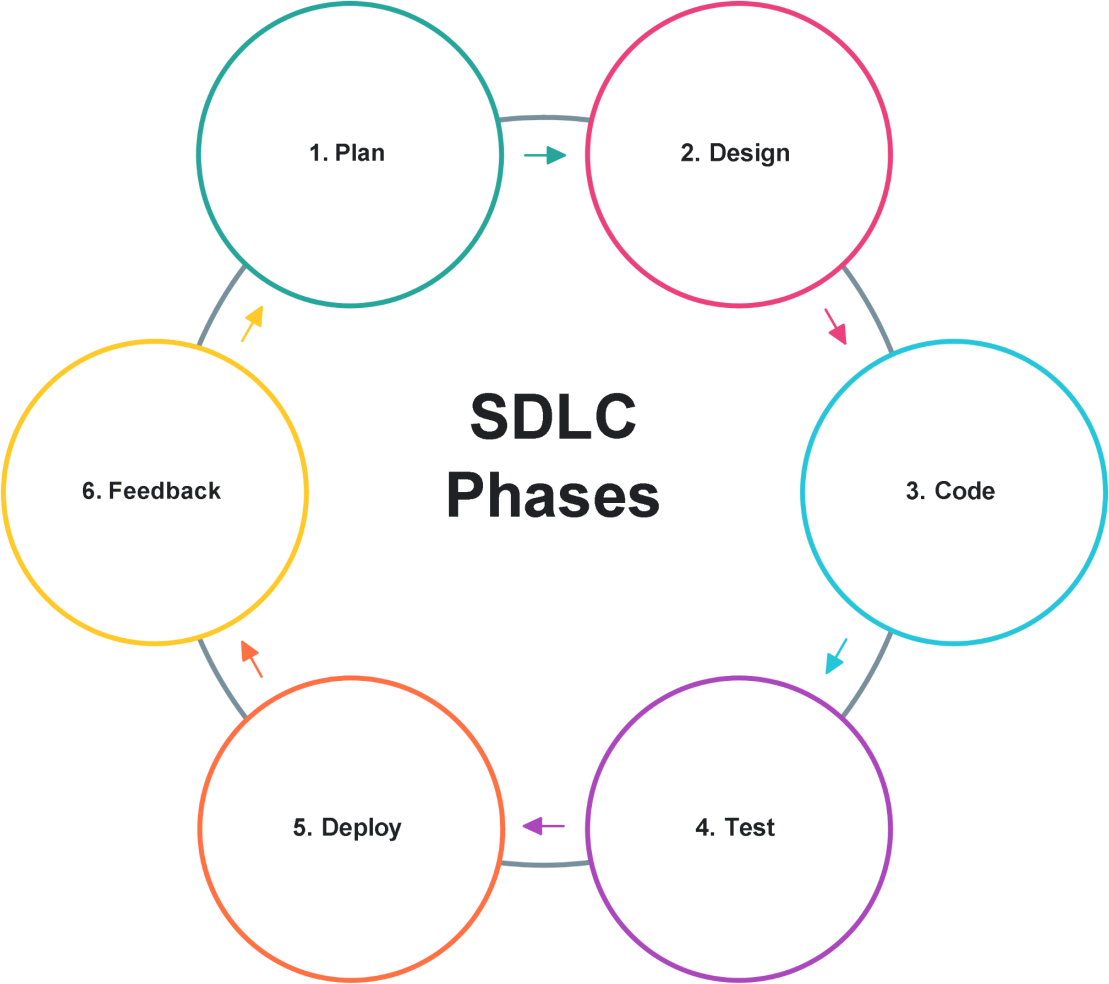 1. Plan
2. Design
SDLC
Phases
6. Feedback
3. Code
5. Deploy
4. Test